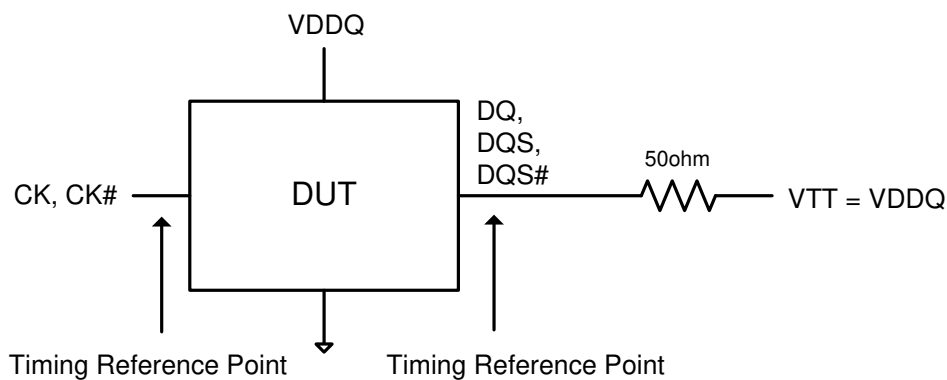 VDDQ
DQ,
DQS,
DQS#
50ohm
CK, CK#
DUT
VTT = VDDQ
Timing Reference Point
Timing Reference Point